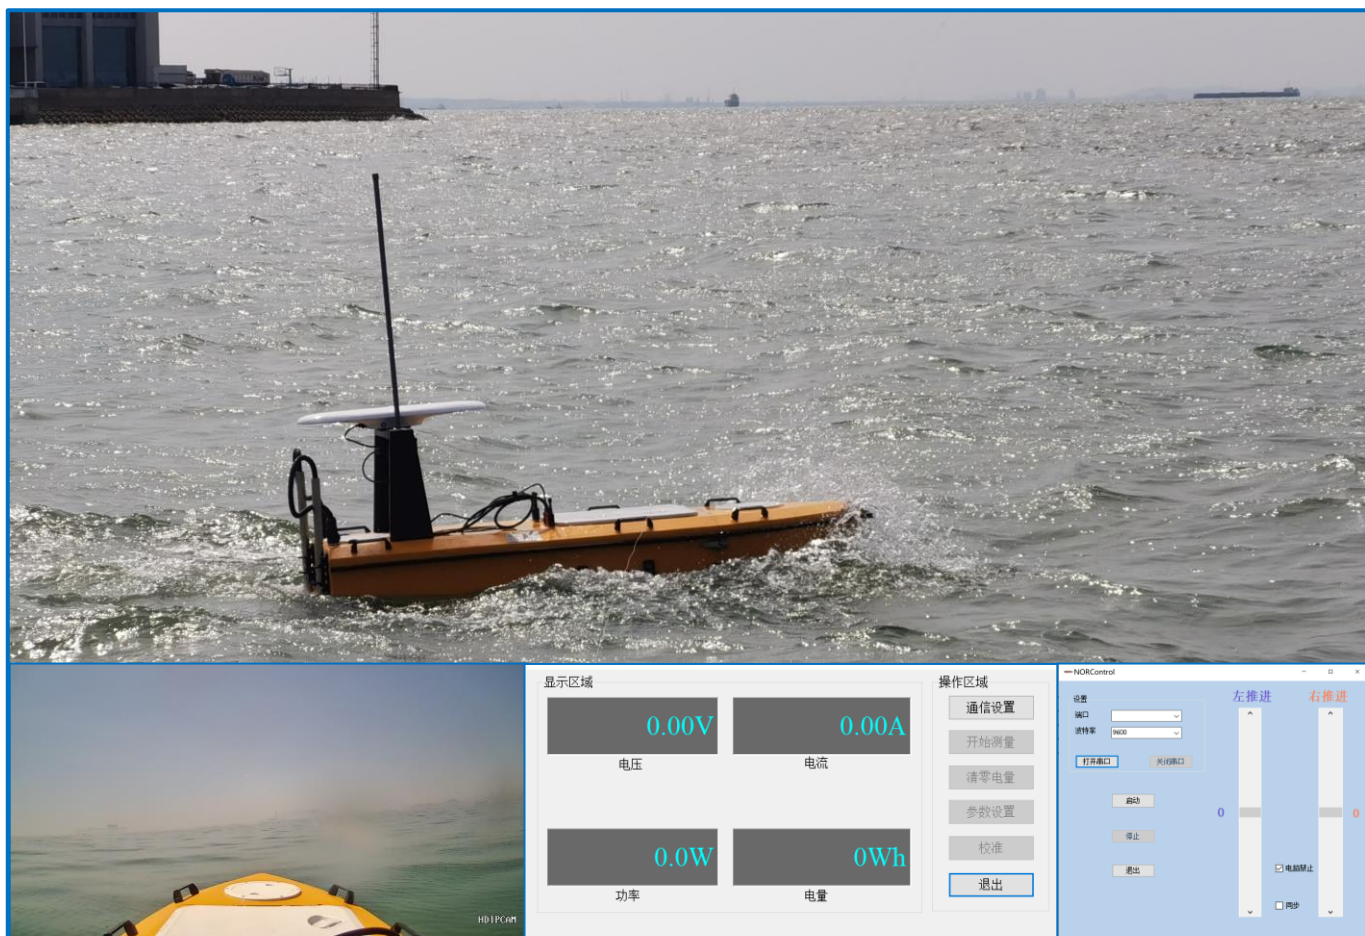 HDIPCAM
显示区域
0.00V
0.00A
电压
电流
0.0W
0Wh
功率
电量
操作区域
通信设置
开始测量
清零电量
参数设置
校准
退出
NORControl
设置
端口
波特率
9600
打开串口
关闭串口
启动
停止
退出
左推进
右推进
0
0
电脑禁止
同步